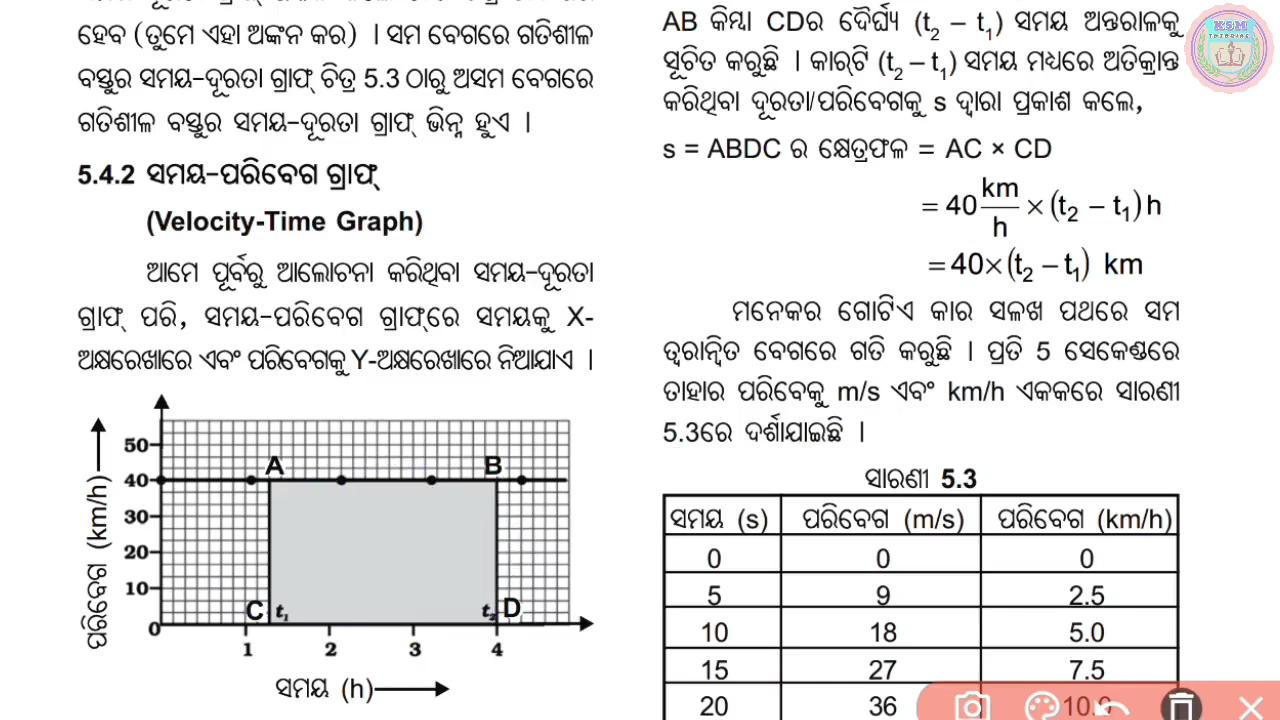 ହେବ (ତୁମେ ଏହା ଅଙ୍କନ କର) । ସମ ବେଗରେ ଗତିଶୀଳ
ବସ୍ତୁର ସମୟ-ଦୂରତା ଗ୍ରାଫ୍ ଚିତ୍ର 5.3 ଠାରୁ ଅସମ ବେଗରେ
ଗତିଶୀଳ ବସ୍ତୁର ସମୟ-ଦୂରତା ଗ୍ରାଫ୍ ଭିନ୍ନ ହୁଏ ।
5.4.2 ସମୟ-ପରିବେଗ ଗ୍ରାଫ୍
(Velocity-Time Graph)
ଆମେ ପୂର୍ବରୁ ଆଲୋଚନା କରିଥିବା ସମୟ-ଦୂରତା
ଗ୍ରାଫ୍ ପରି, ସମୟ-ପରିବେଗ ଗ୍ରାଫ୍‌ରେ ସମୟକୁ X-
ଅକ୍ଷରେଖାରେ ଏବଂ ପରିବେଗକୁ Y-ଅକ୍ଷରେଖାରେ ନିଆଯାଏ ।
ପରିବେଗ (km/h)
50
40
30
20
10
0
A
B
C t₁
t₂ D
1 2 3 4
ସମୟ (h)
AB କିମ୍ବା CDର ଦୈର୍ଘ୍ୟ (t₂ – t₁) ସମୟ ଅନ୍ତରାଳକୁ
ସୂଚିତ କରୁଛି । କାର୍‌ଟି (t₂ – t₁) ସମୟ ମଧ୍ୟରେ ଅତିକ୍ରାନ୍ତ
କରିଥିବା ଦୂରତା/ପରିବେଗକୁ s ଦ୍ୱାରା ପ୍ରକାଶ କଲେ,
s = ABDC ର କ୍ଷେତ୍ରଫଳ = AC × CD
= 40 km/h × (t₂ – t₁) h
= 40×(t₂ – t₁) km
ମନେକର ଗୋଟିଏ କାର ସଳଖ ପଥରେ ସମ
ତ୍ୱରାନ୍ୱିତ ବେଗରେ ଗତି କରୁଛି । ପ୍ରତି 5 ସେକେଣ୍ଡରେ
ତାହାର ପରିବେକୁ m/s ଏବଂ km/h ଏକକରେ ସାରଣୀ
5.3ରେ ଦର୍ଶାଯାଇଛି ।
ସାରଣୀ 5.3
ସମୟ (s) ପରିବେଗ (m/s) ପରିବେଗ (km/h)
0 0 0
5 9 2.5
10 18 5.0
15 27 7.5
20 36
KSM